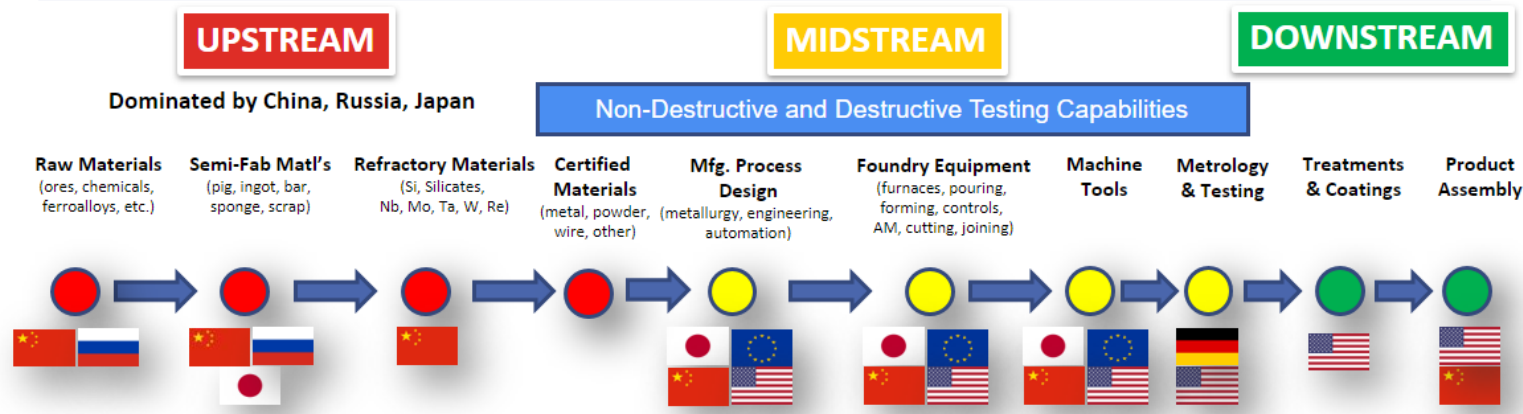 UPSTREAM
MIDSTREAM
DOWNSTREAM
Dominated by China, Russia, Japan
Non-Destructive and Destructive Testing Capabilities
Raw Materials
(ores, chemicals,
ferroalloys, etc.)
Semi-Fab Matl's
(pig, ingot, bar,
sponge, scrap)
Refractory Materials
(Si, Silicates,
Nb, Mo, Ta, W, Re)
Certified
Materials
(metal, powder,
wire, other)
Mfg. Process
Design
(metallurgy, engineering,
automation)
Foundry Equipment
(furnaces, pouring,
forming, controls,
AM, cutting, joining)
Machine
Tools
Metrology
& Testing
Treatments
& Coatings
Product
Assembly